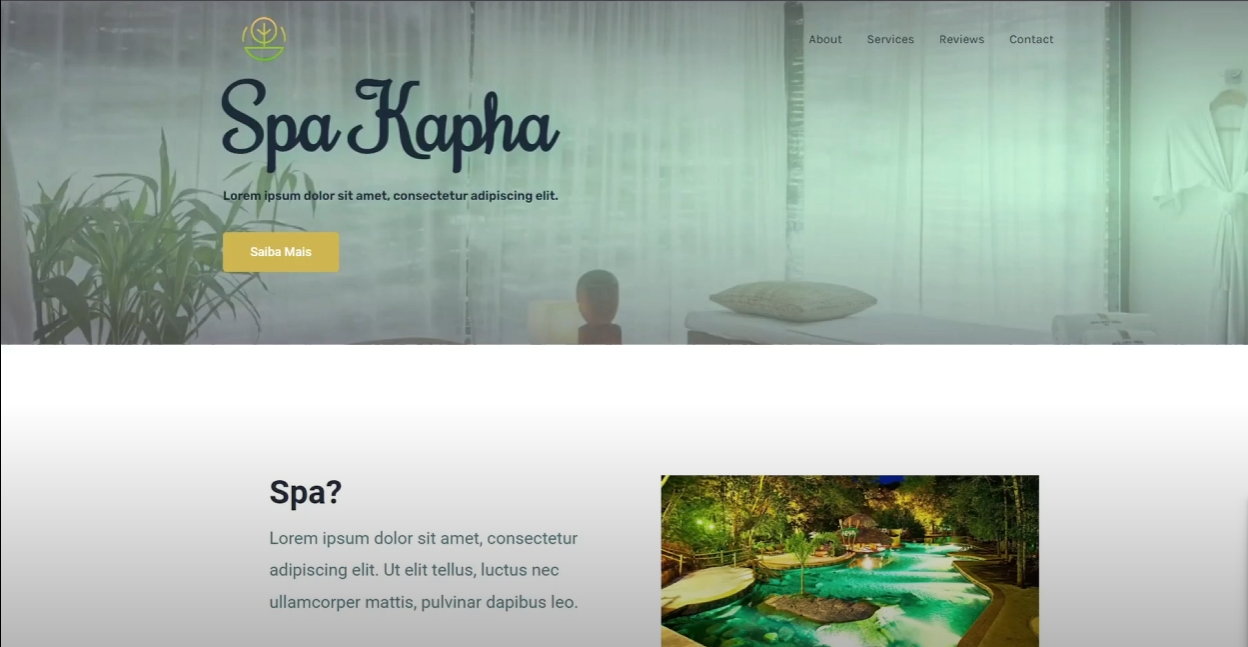 About Services Reviews Contact
Spa Kapha
Lorem ipsum dolor sit amet, consectetur adipiscing elit.
Saiba Mais
Spa?
Lorem ipsum dolor sit amet, consectetur
adipiscing elit. Ut elit tellus, luctus nec
ullamcorper mattis, pulvinar dapibus leo.